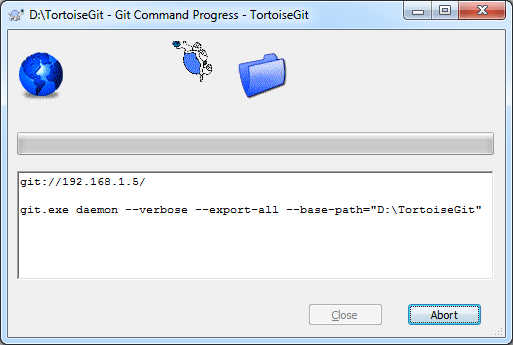 D:\TortoiseGit - Git Command Progress - TortoiseGit
git://192.168.1.5/
git.exe daemon --verbose --export-all --base-path="D:\TortoiseGit"
Close
Abort